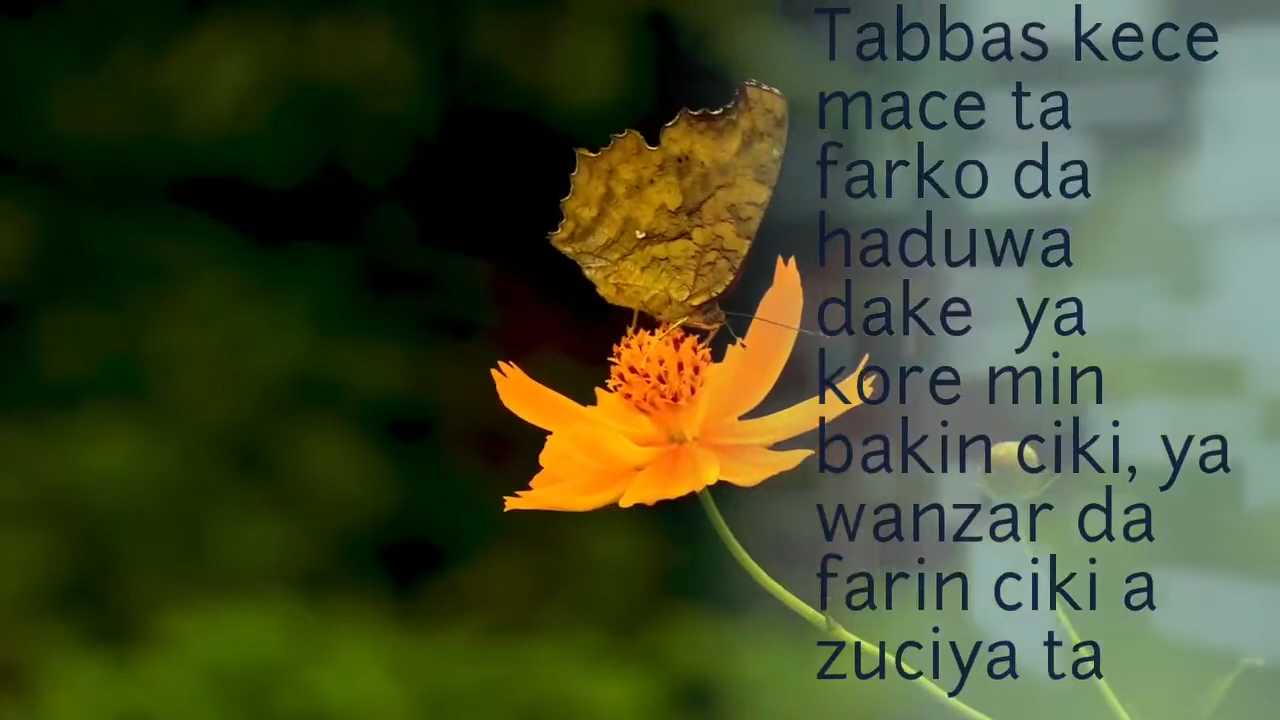 Tabbas kece
mace ta
farko da
haduwa
dake ya
kore min
bakin ciki, ya
wanzar da
farin ciki a
zuciya ta